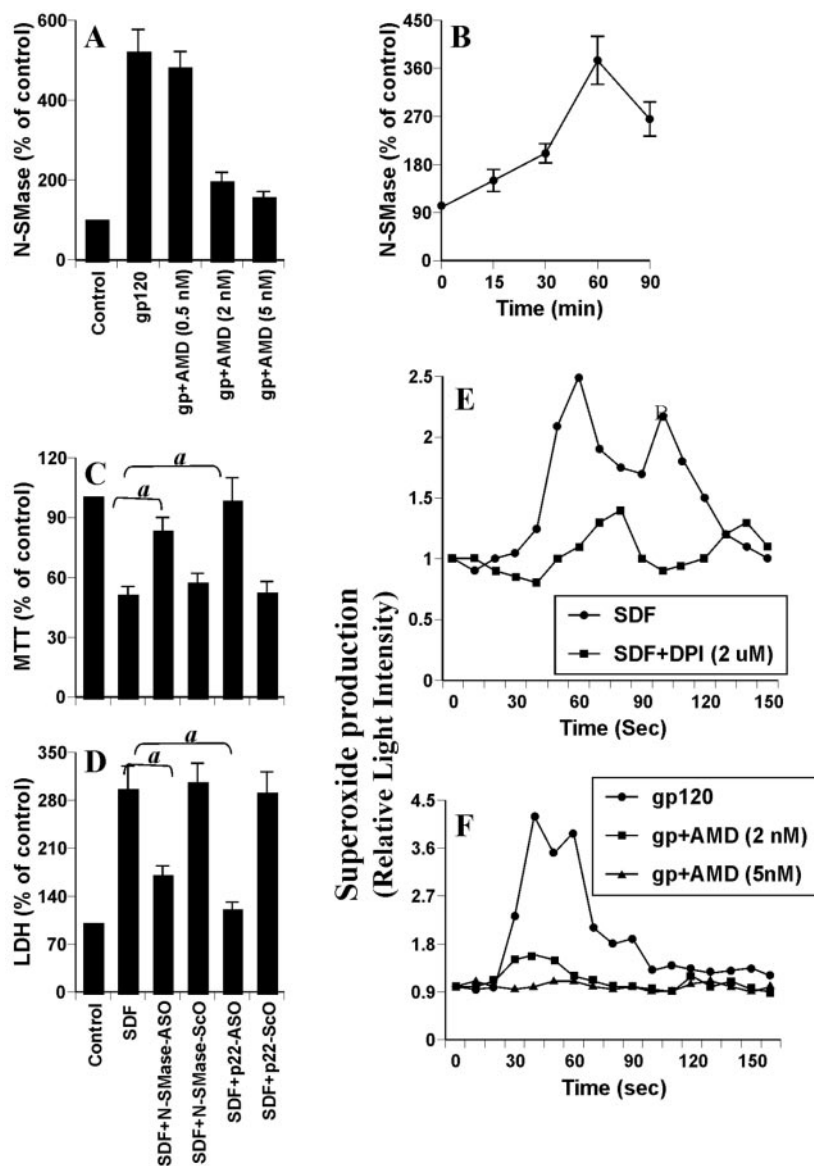 A
N-SMase (% of control)
600
400
200
0
Control
gp120
gp+AMD (0.5 nM)
gp+AMD (2 nM)
gp+AMD (5 nM)
B
N-SMase (% of control)
450
360
270
180
90
0
0 15 30 60 90
Time (min)
C
MTT (% of control)
120
90
60
30
0
a
a
D
LDH (% of control)
350
280
210
140
70
0
a
a
Control
SDF
SDF+N-SMase-ASO
SDF+N-SMase-ScO
SDF+p22-ASO
SDF+p22-ScO
Superoxide production
(Relative Light Intensity)
E
2.5
2
1.5
1
0.5
0
SDF
SDF+DPI (2 uM)
0 30 60 90 120 150
Time (Sec)
F
4.5
3.6
2.7
1.8
0.9
0
gp120
gp+AMD (2 nM)
gp+AMD (5nM)
0 30 60 90 120 150
Time (sec)